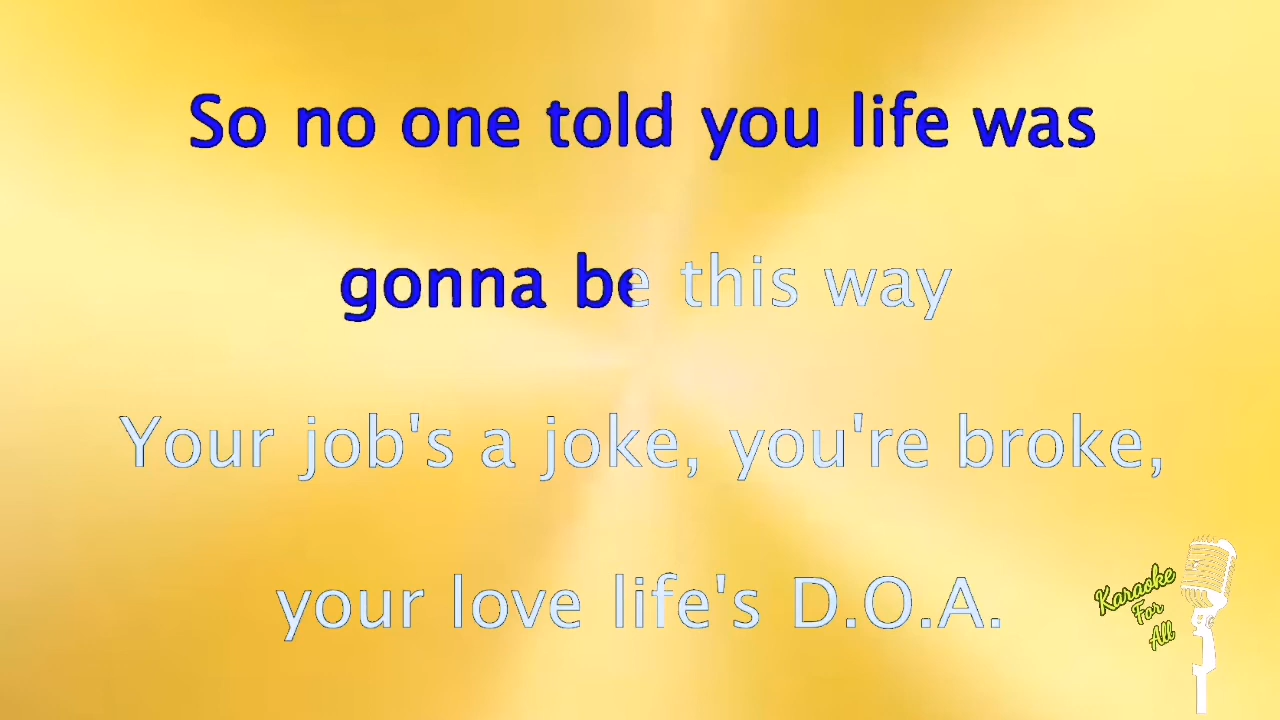 So no one told you life was
gonna be this way
Your job's a joke, you're broke,
your love life's D.O.A.
Karaoke
For
All